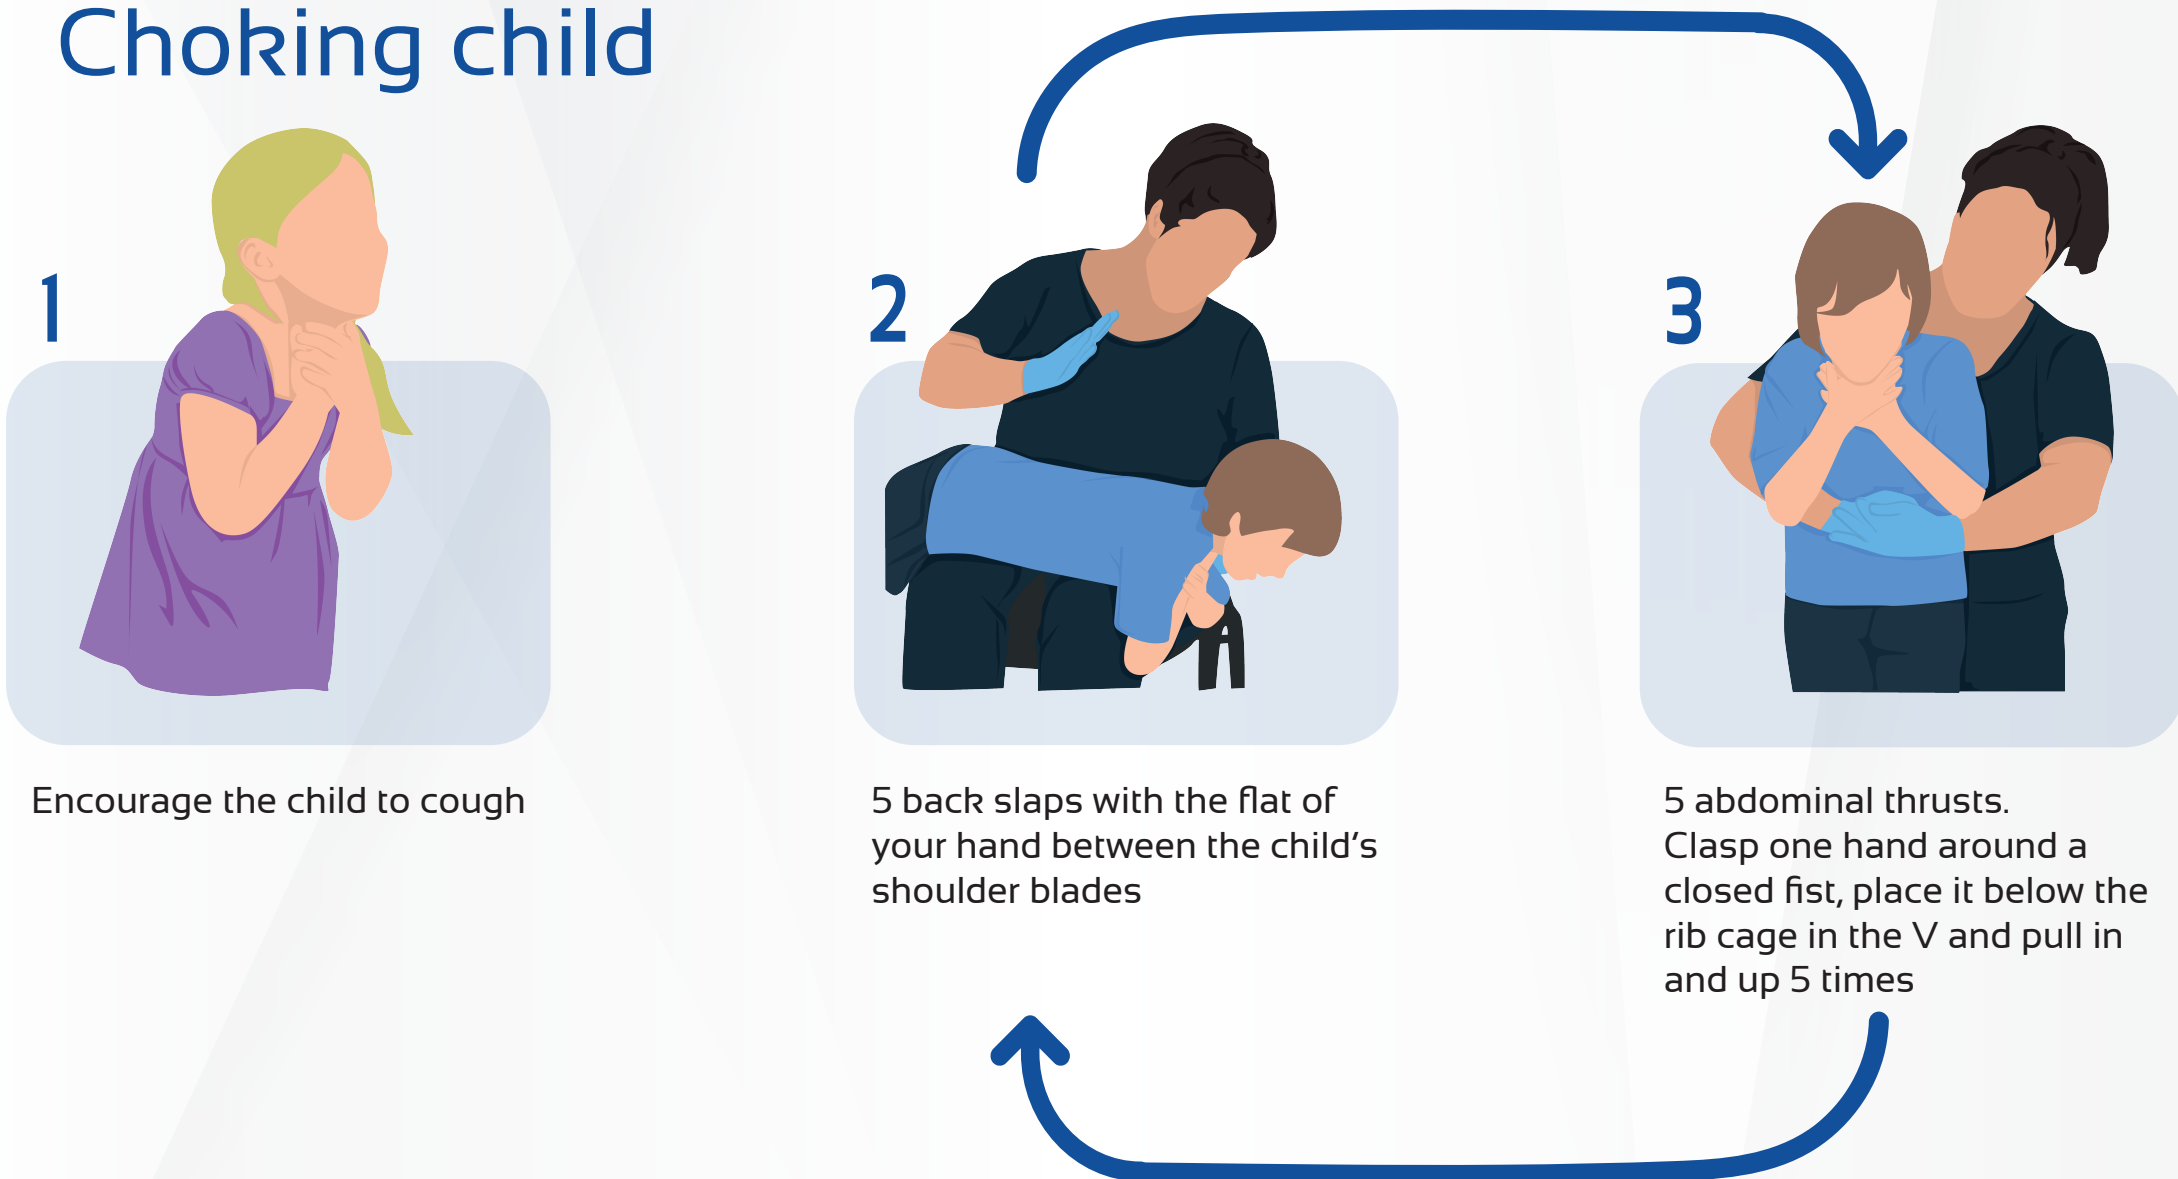 Choking child
1
Encourage the child to cough
2
5 back slaps with the flat of
your hand between the child’s
shoulder blades
3
5 abdominal thrusts.
Clasp one hand around a
closed fist, place it below the
rib cage in the V and pull in
and up 5 times